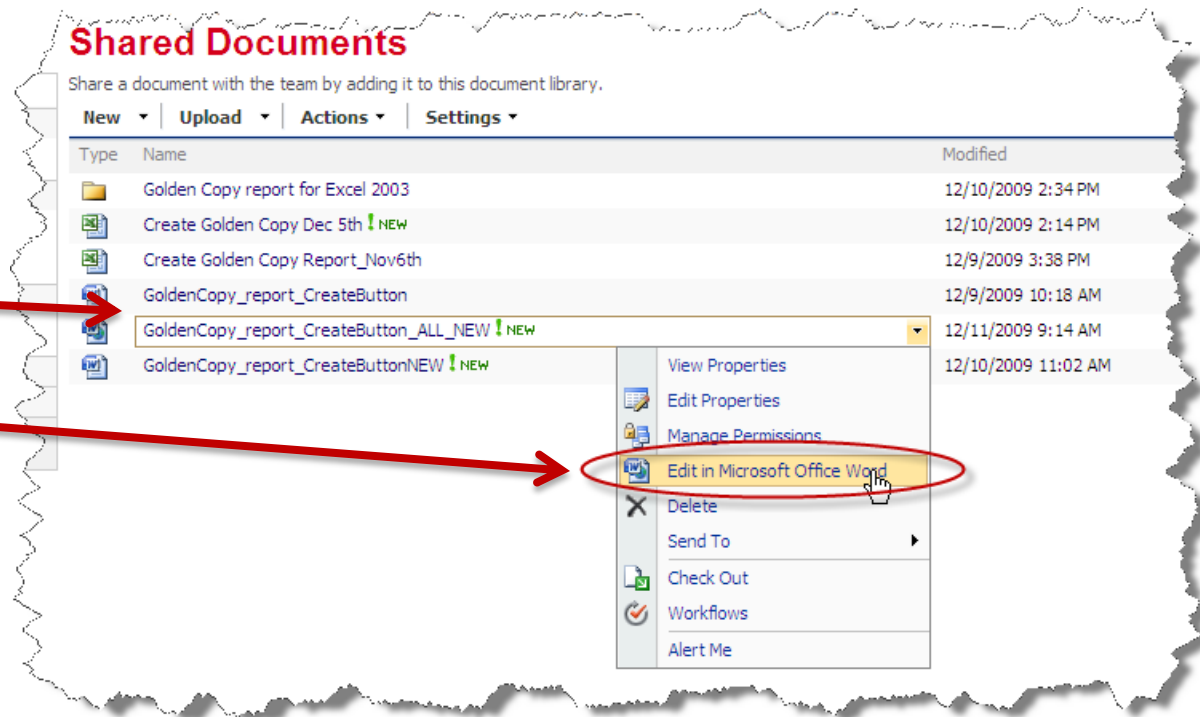 Shared Documents
Share a document with the team by adding it to this document library.
New Upload Actions Settings
Type Name Modified
Golden Copy report for Excel 2003 12/10/2009 2:34 PM
Create Golden Copy Dec 5th ! NEW 12/10/2009 2:14 PM
Create Golden Copy Report_Nov6th 12/9/2009 3:38 PM
GoldenCopy_report_CreateButton 12/9/2009 10:18 AM
GoldenCopy_report_CreateButton_ALL_NEW ! NEW 12/11/2009 9:14 AM
GoldenCopy_report_CreateButtonNEW ! NEW 12/10/2009 11:02 AM
View Properties
Edit Properties
Manage Permissions
Edit in Microsoft Office Word
Delete
Send To
Check Out
Workflows
Alert Me